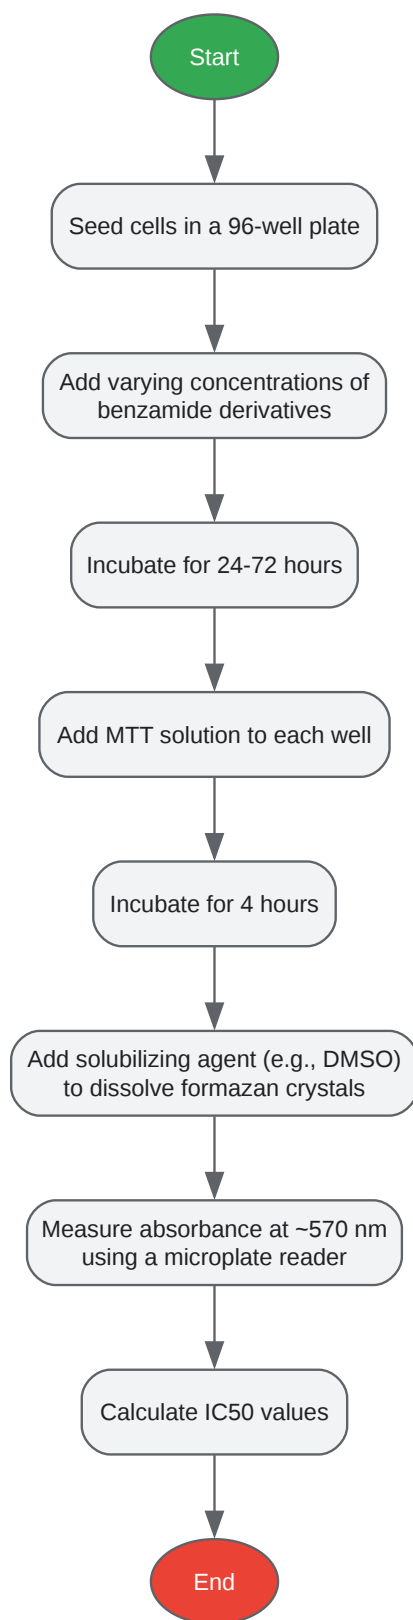 Start
Seed cells in a 96-well plate
Add varying concentrations of
benzamide derivatives
Incubate for 24-72 hours
Add MTT solution to each well
Incubate for 4 hours
Add solubilizing agent (e.g., DMSO)
to dissolve formazan crystals
Measure absorbance at ~570 nm
using a microplate reader
Calculate IC50 values
End